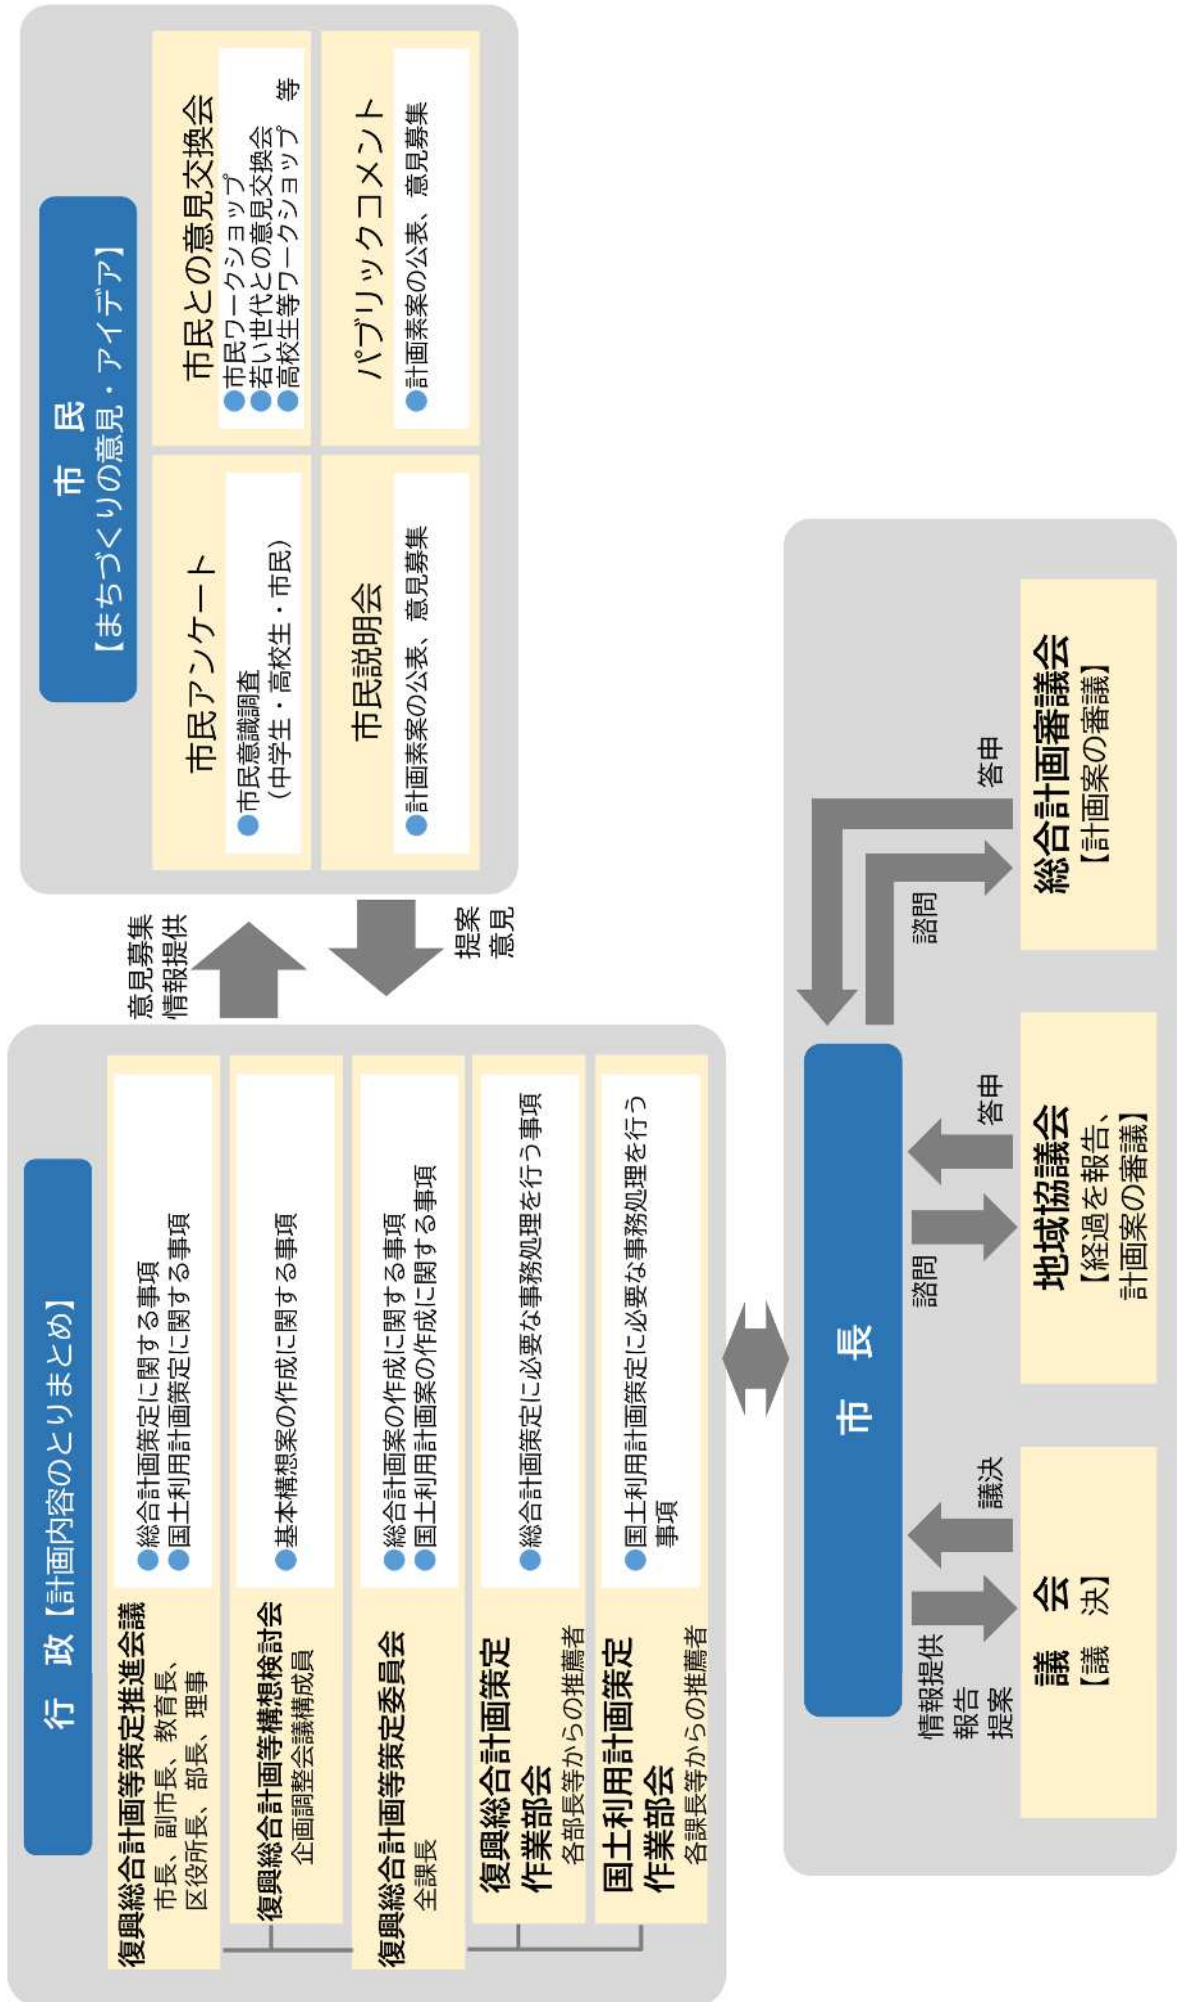 行　政【計画内容のとりまとめ】
復興総合計画等策定推進会議
市長、副市長、教育長、
区役所長、部長、理事
●総合計画策定に関する事項
●国土利用計画策定に関する事項
復興総合計画等構想検討会
企画調整会議構成員
●基本構想案の作成に関する事項
復興総合計画等策定委員会
全課長
●総合計画案の作成に関する事項
●国土利用計画案の作成に関する事項
復興総合計画策定
作業部会
各部長等からの推薦者
●総合計画策定に必要な事務処理を行う事項
国土利用計画策定
作業部会
各課長等からの推薦者
●国土利用計画策定に必要な事務処理を行う
事項
意見募集
情報提供
提案
意見
市　民
【まちづくりの意見・アイデア】
市民アンケート
●市民意識調査
（中学生・高校生・市民）
市民との意見交換会
●市民ワークショップ
●若い世代との意見交換会
●高校生等ワークショップ　等
市民説明会
●計画素案の公表、意見募集
パブリックコメント
●計画素案の公表、意見募集
市　長
情報提供
報告
提案
議決
諮問
答申
諮問
答申
議　会
【議　決】
地域協議会
【経過を報告、
計画案の審議】
総合計画審議会
【計画案の審議】